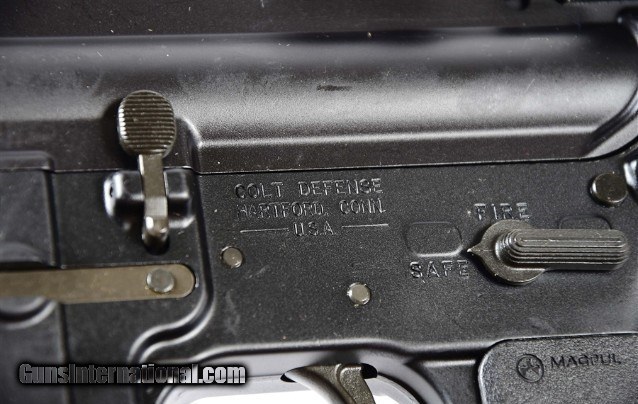 COLT DEFENSE
HARTFORD, CONN.
U.S.A
FIRE
SAFE
MAGPUL
GunsInternational.com